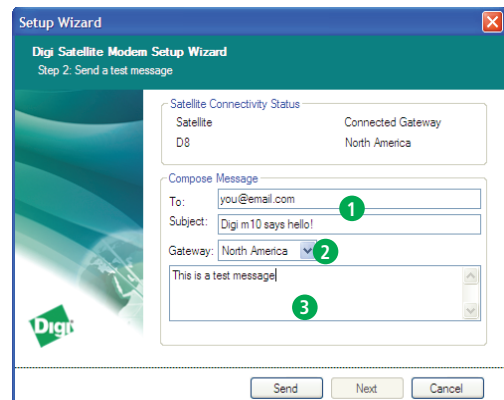 Setup Wizard
Digi Satellite Modem Setup Wizard
Step 2: Send a test message
Satellite Connectivity Status
Satellite Connected Gateway
D8 North America
Compose Message
To: you@email.com
1
Subject: Digi m10 says hello!
Gateway: North America 2
This is a test message
3
Digi
Send Next Cancel